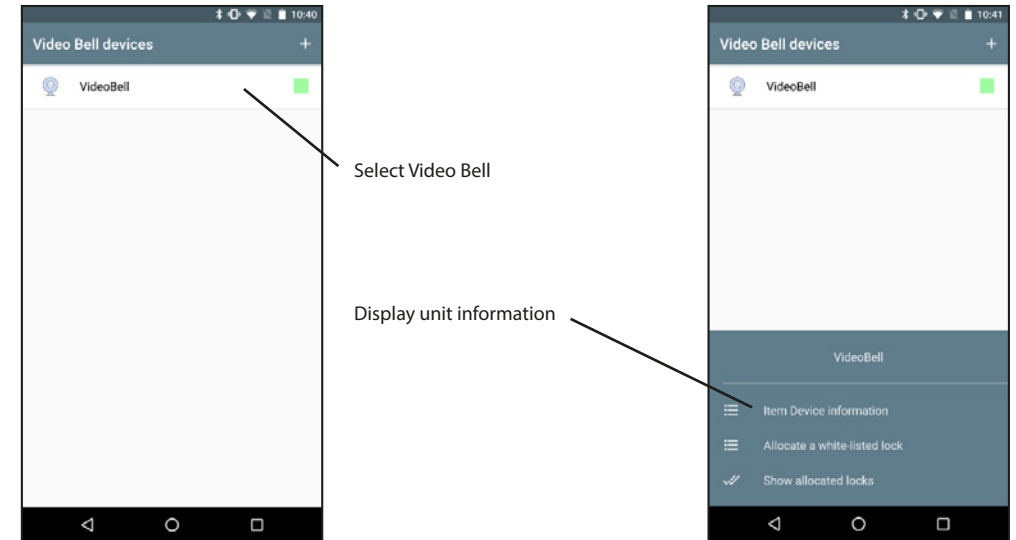 10:40
Video Bell devices +
VideoBell
Select Video Bell
Display unit information
10:41
Video Bell devices +
VideoBell
VideoBell
Item Device information
Allocate a white-listed lock
Show allocated locks